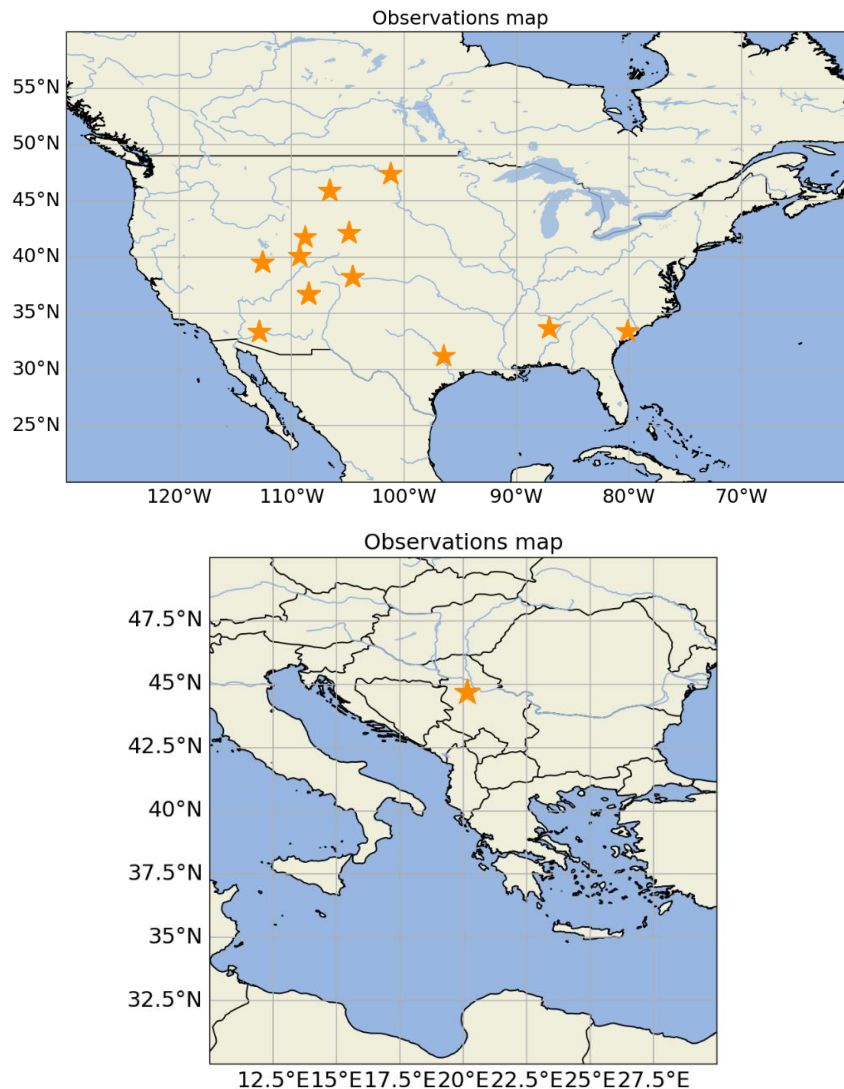 Observations map
55°N
50°N
45°N
40°N
35°N
30°N
25°N
120°W 110°W 100°W 90°W 80°W 70°W
Observations map
47.5°N
45°N
42.5°N
40°N
37.5°N
35°N
32.5°N
12.5°E15°E17.5°E20°E22.5°E25°E27.5°E